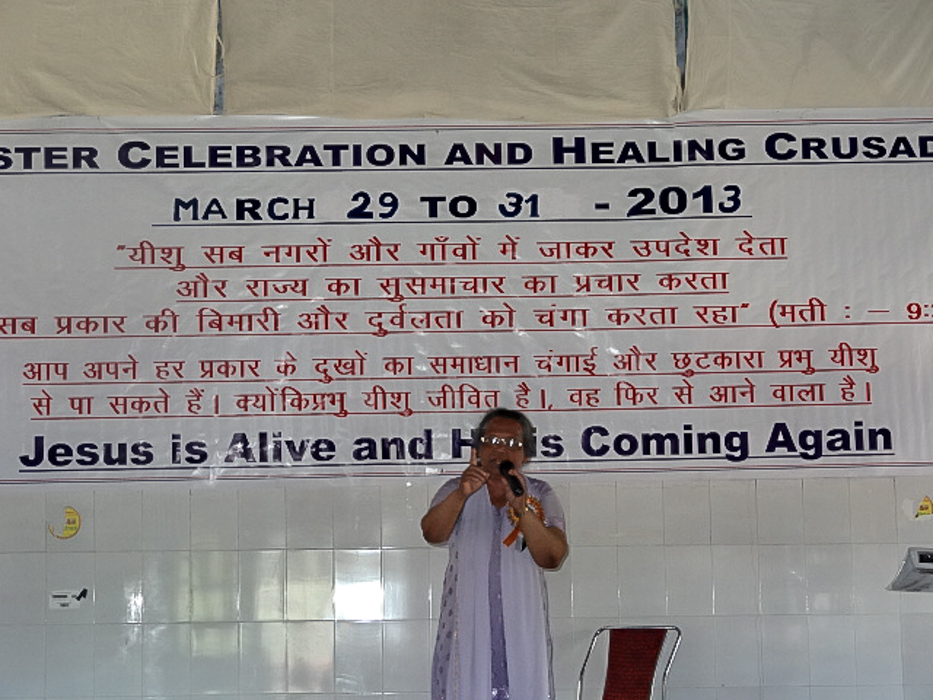 STER CELEBRATION AND HEALING CRUSAD
MARCH 29 TO 31 - 2013
"यीशु सब नगरों और गाँवों में जाकर उपदेश देता
और राज्य का सुसमाचार का प्रचार करता
सब प्रकार की बिमारी और दुर्वलता को चंगा करता रहा" (मती : – 9:
आप अपने हर प्रकार के दुखों का समाधान चंगाई और छुटकारा प्रभु यीशु
से पा सकते हैं। क्योंकिप्रभु यीशु जीवित है।, वह फिर से आने वाला है।
Jesus is Alive and H is Coming Again